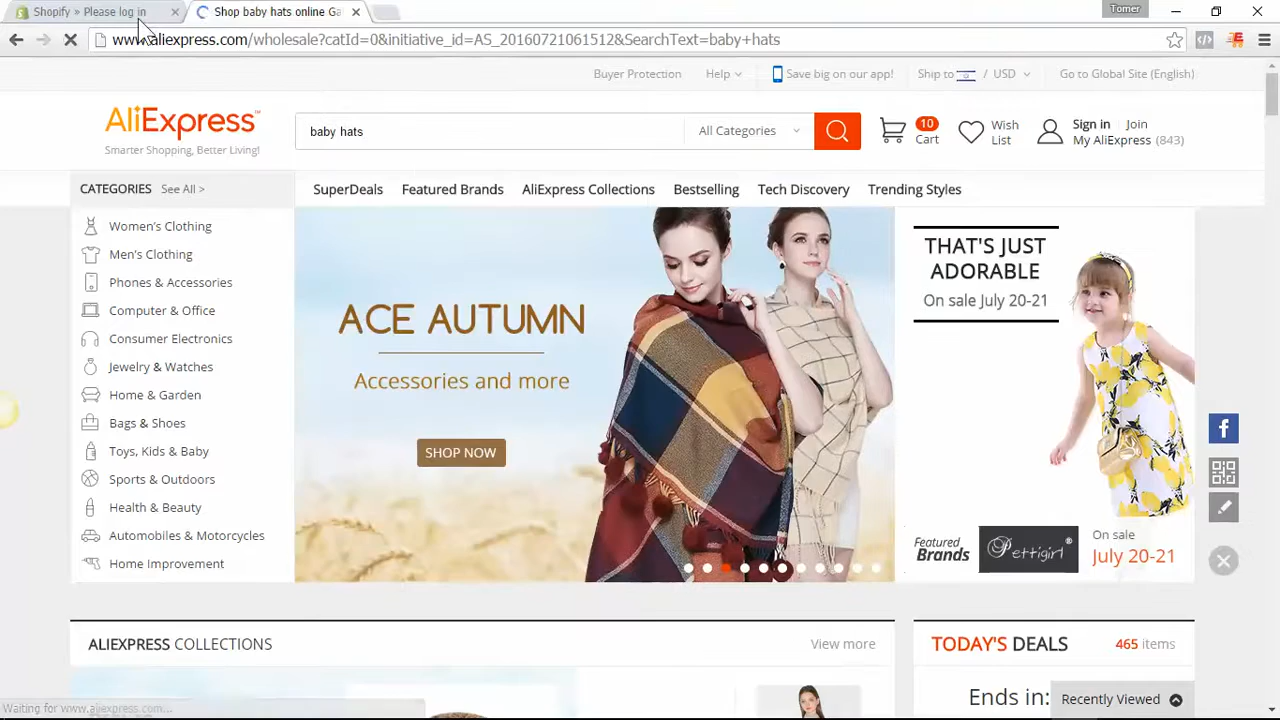 Shopify » Please log in
Shop baby hats online Ga
Tomer
www.aliexpress.com/wholesale?catId=0&initiative_id=AS_20160721061512&SearchText=baby+hats
Buyer Protection
Help
Save big on our app!
Ship to / USD
Go to Global Site (English)
AliExpress™
Smarter Shopping, Better Living!
baby hats
All Categories
10
Cart
Wish
List
Sign in Join
My AliExpress (843)
CATEGORIES See All >
SuperDeals
Featured Brands
AliExpress Collections
Bestselling
Tech Discovery
Trending Styles
Women's Clothing
Men's Clothing
Phones & Accessories
Computer & Office
Consumer Electronics
Jewelry & Watches
Home & Garden
Bags & Shoes
Toys, Kids & Baby
Sports & Outdoors
Health & Beauty
Automobiles & Motorcycles
Home Improvement
ACE AUTUMN
Accessories and more
SHOP NOW
THAT'S JUST
ADORABLE
On sale July 20-21
Featured
Brands
Pettigirl®
On sale
July 20-21
ALIEXPRESS COLLECTIONS
View more
TODAY'S DEALS
465 items
Ends in:
Recently Viewed
Waiting for www.aliexpress.com...